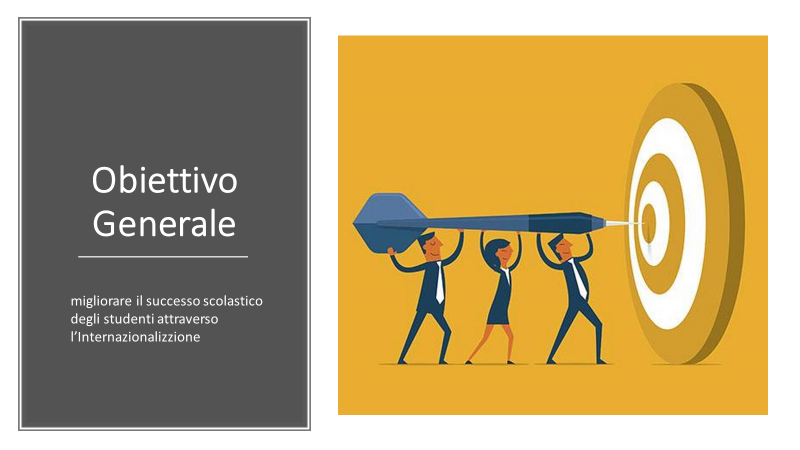 Obiettivo
Generale
migliorare il successo scolastico
degli studenti attraverso
l'Internazionalizzione